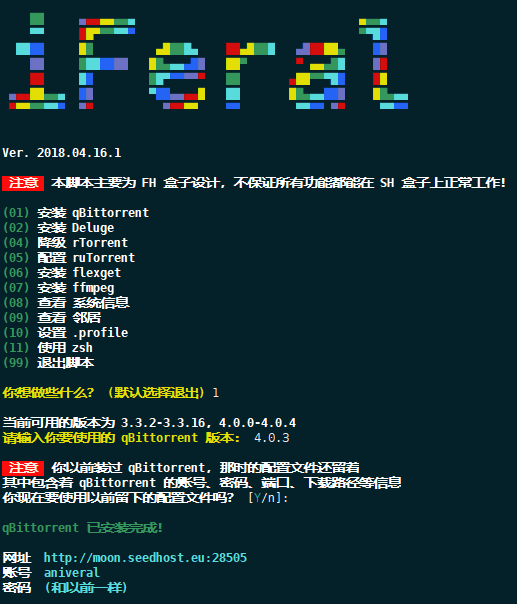 iFeral
Ver. 2018.04.16.1
注意 本脚本主要为 FH 盒子设计, 不保证所有功能都能在 SH 盒子上正常工作!
(01) 安装 qBittorrent
(02) 安装 Deluge
(04) 降级 rTorrent
(05) 配置 ruTorrent
(06) 安装 flexget
(07) 安装 ffmpeg
(08) 查看 系统信息
(09) 查看 邻居
(10) 设置 .profile
(11) 使用 zsh
(99) 退出脚本
你想做些什么? (默认选择退出) 1
当前可用的版本为 3.3.2-3.3.16, 4.0.0-4.0.4
请输入你要使用的 qBittorrent 版本: 4.0.3
注意 你以前装过 qBittorrent, 那时的配置文件还留着
其中包含着 qBittorrent 的账号、密码、端口、下载路径等信息
你现在要使用以前留下的配置文件吗? [Y/n]:
qBittorrent 已安装完成!
网址 http://moon.seedhost.eu:28505
账号 aniveral
密码 (和以前一样)